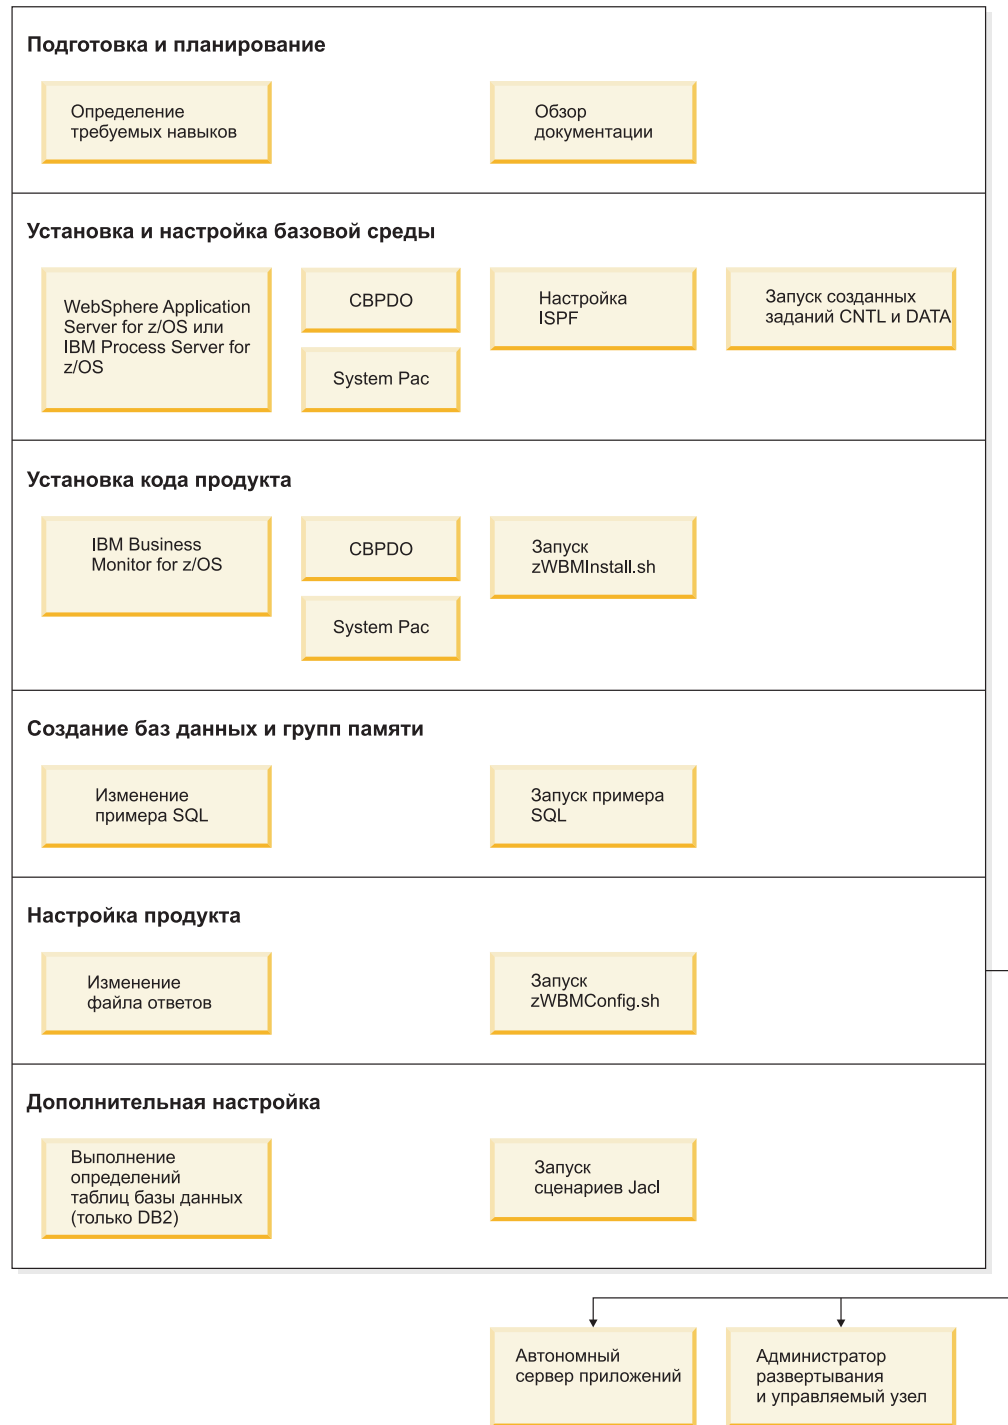 Подготовка и планирование
Определение
требуемых навыков
Обзор
документации
Установка и настройка базовой среды
WebSphere Application
Server for z/OS или
IBM Process Server for
z/OS
CBPDO
System Pac
Настройка
ISPF
Запуск созданных
заданий CNTL и DATA
Установка кода продукта
IBM Business
Monitor for z/OS
CBPDO
System Pac
Запуск
zWBMInstall.sh
Создание баз данных и групп памяти
Изменение
примера SQL
Запуск примера
SQL
Настройка продукта
Изменение
файла ответов
Запуск
zWBMConfig.sh
Дополнительная настройка
Выполнение
определений
таблиц базы данных
(только DB2)
Запуск
сценариев Jacl
Автономный
сервер приложений
Администратор
развертывания
и управляемый узел